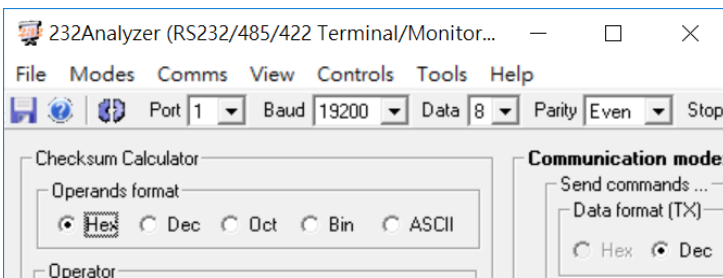 232Analyzer (RS232/485/422 Terminal/Monitor...
File Modes Comms View Controls Tools Help
Port 1 Baud 19200 Data 8 Parity Even Stop
Checksum Calculator
Operands format
Hex Dec Oct Bin ASCII
Operator
Communication mode
Send commands ...
Data format (TX)
Hex Dec